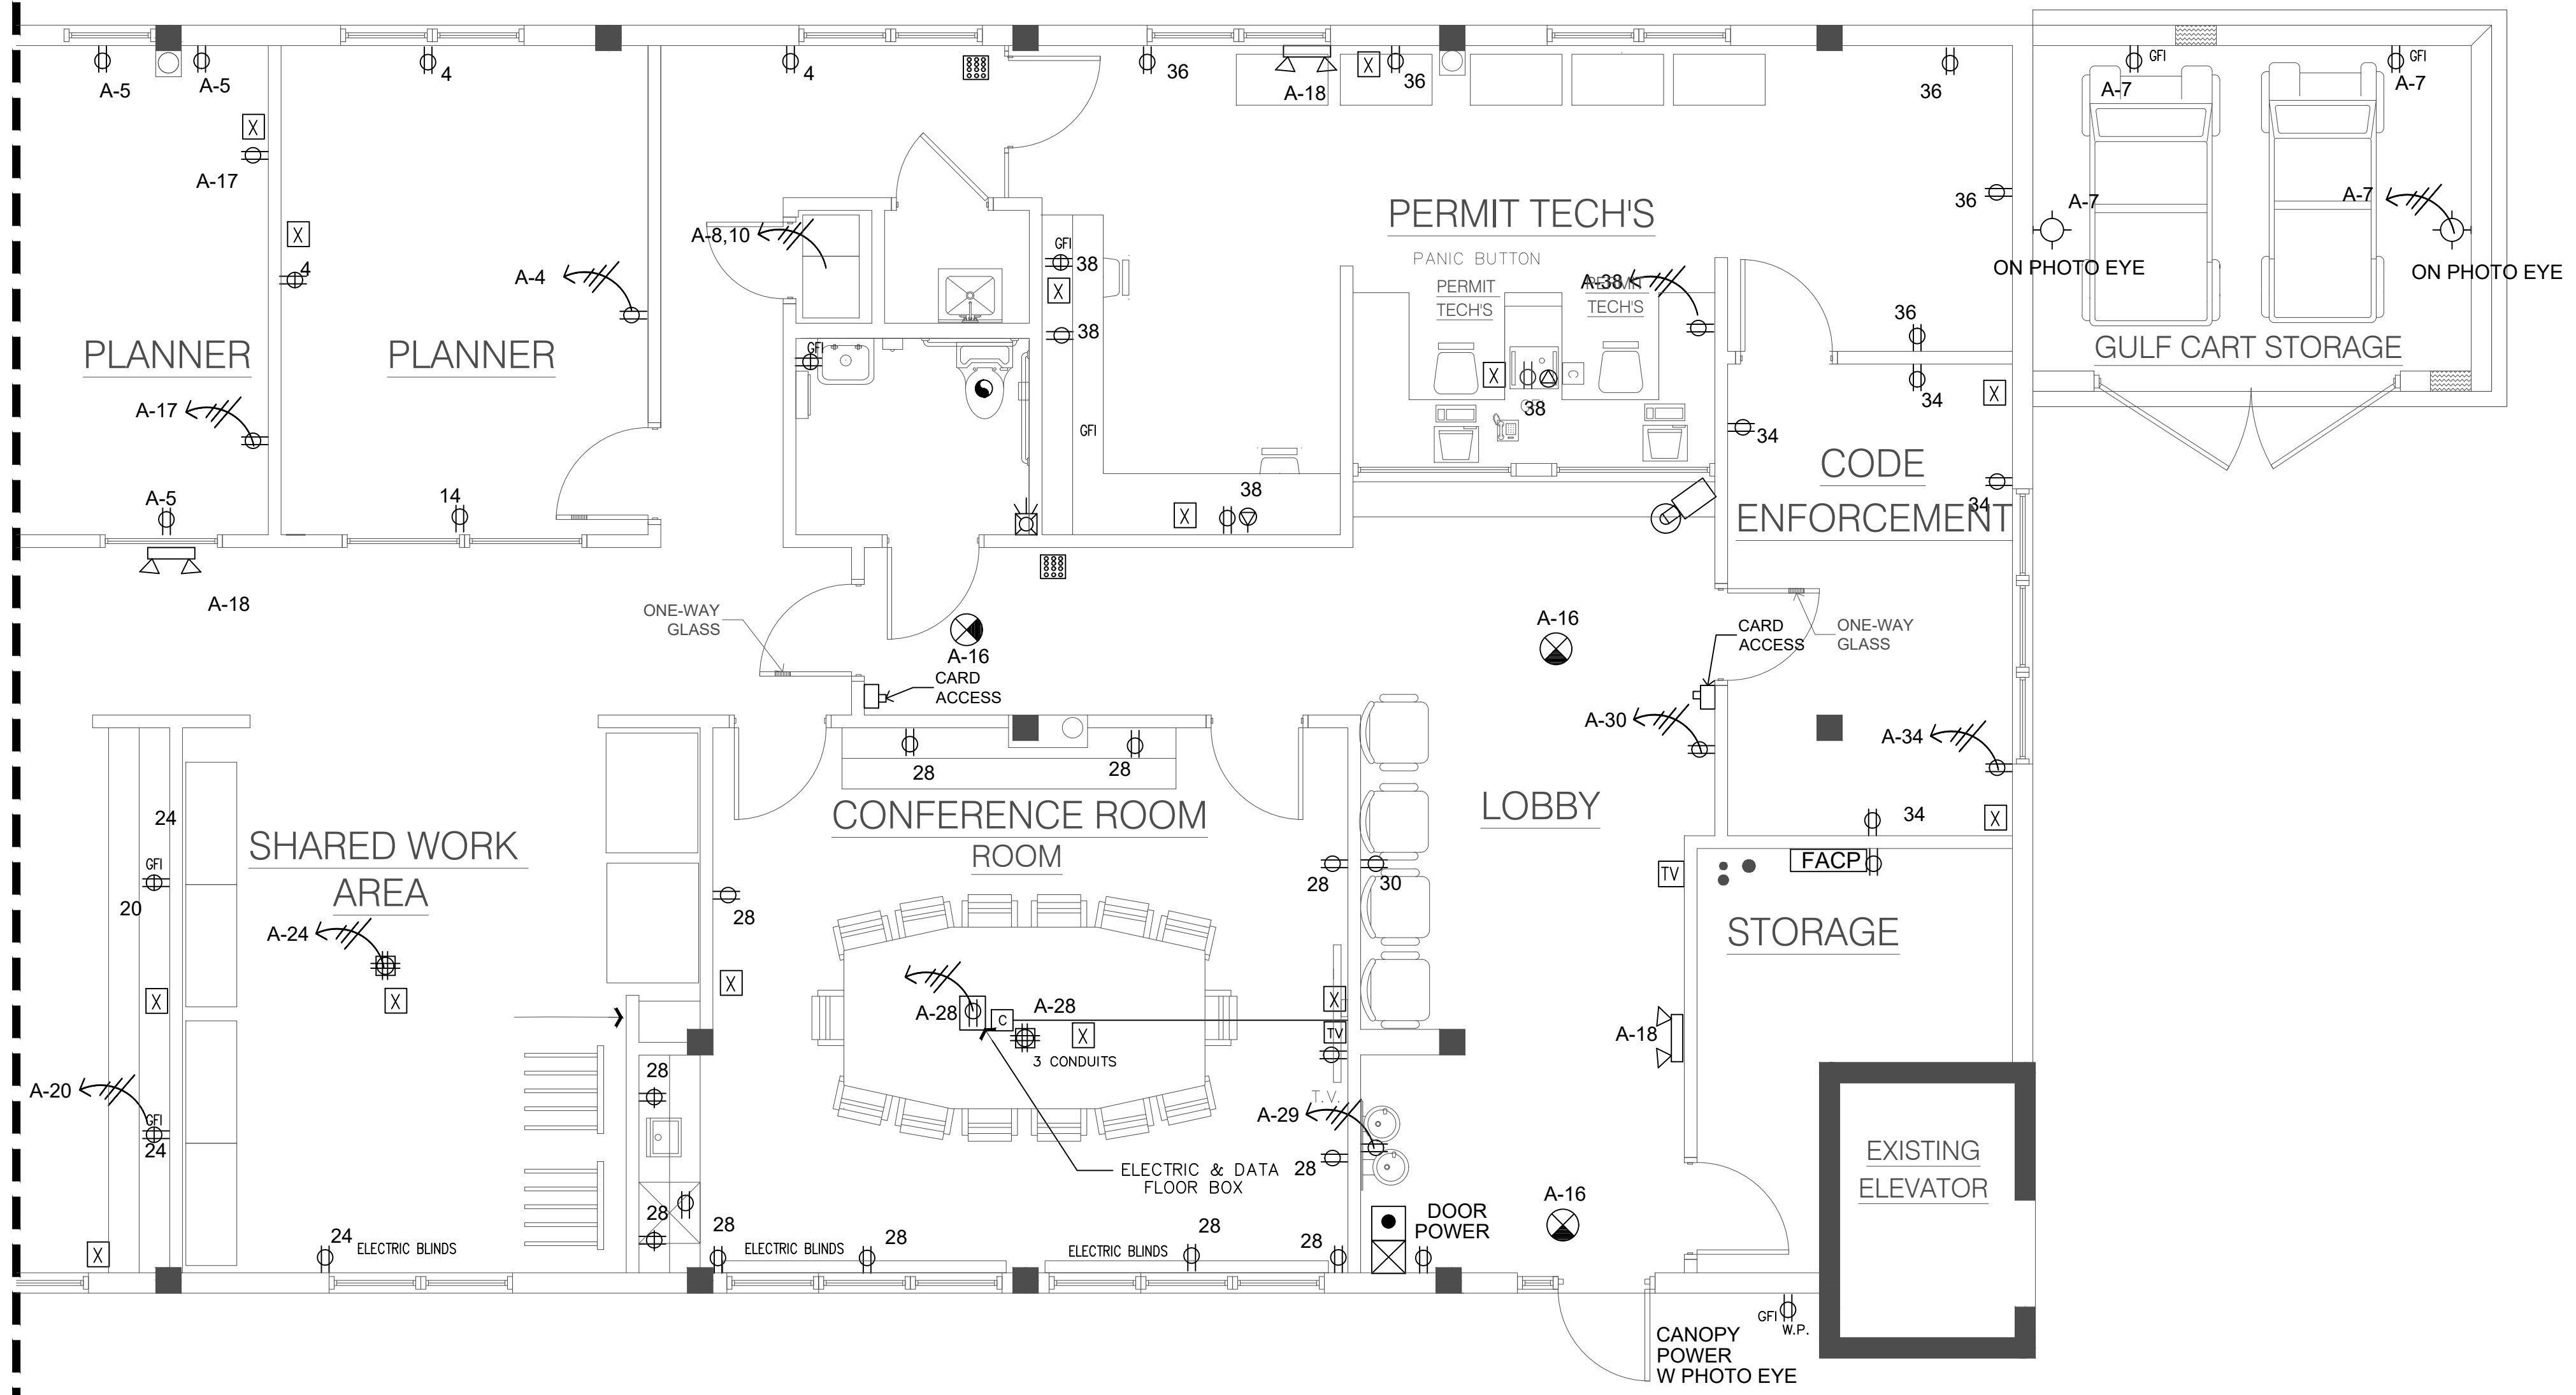 A-5
A-5
4
4
36
A-18
36
36
GFI
A-7
GFI
A-7
X
A-17
X
4
A-4
A-8,10
GFI
38
X
38
PERMIT TECH'S
PANIC BUTTON
PERMIT
TECH'S
A-38
PERMIT
TECH'S
36
A-7
ON PHOTO EYE
A-7
ON PHOTO EYE
36
GULF CART STORAGE
PLANNER
PLANNER
A-17
GFI
GFI
X
C
38
34
34
X
CODE
ENFORCEMENT
34
A-5
14
X
38
X
A-18
ONE-WAY
GLASS
A-16
CARD
ACCESS
A-16
CARD
ACCESS
ONE-WAY
GLASS
A-30
A-34
28
28
CONFERENCE ROOM
ROOM
LOBBY
24
GFI
20
SHARED WORK
AREA
A-24
X
X
28
X
28
30
TV
34
X
FACP
STORAGE
A-28
C
A-28
X
3 CONDUITS
X
TV
T.V.
A-18
A-20
GFI
24
28
A-29
28
ELECTRIC & DATA
FLOOR BOX
EXISTING
ELEVATOR
X
24
ELECTRIC BLINDS
28
28
ELECTRIC BLINDS
28
ELECTRIC BLINDS
28
28
DOOR
POWER
A-16
GFI
W.P.
CANOPY
POWER
W PHOTO EYE